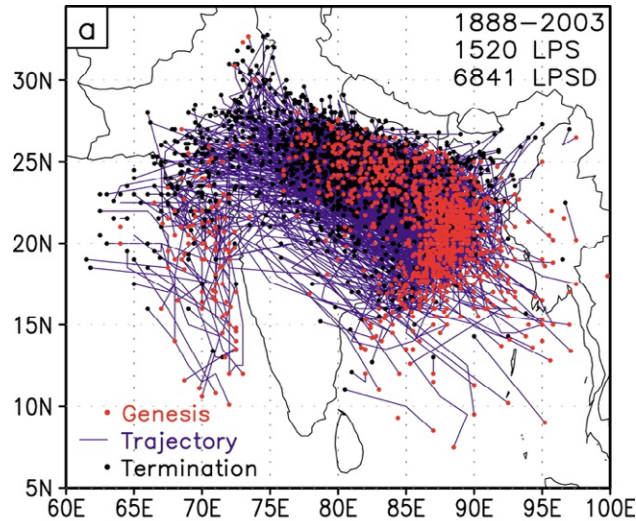 a
1888-2003
1520 LPS
6841 LPSD
30N
25N
20N
15N
10N
5N
Genesis
Trajectory
Termination
60E 65E 70E 75E 80E 85E 90E 95E 100E